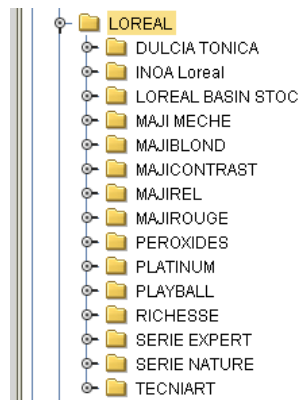 LOREAL
DULCIA TONICA
INOA Loreal
LOREAL BASIN STOC
MAJI MECHE
MAJIBLOND
MAJICONTRAST
MAJIREL
MAJIROUGE
PEROXIDES
PLATINUM
PLAYBALL
RICHESSE
SERIE EXPERT
SERIE NATURE
TECNIART